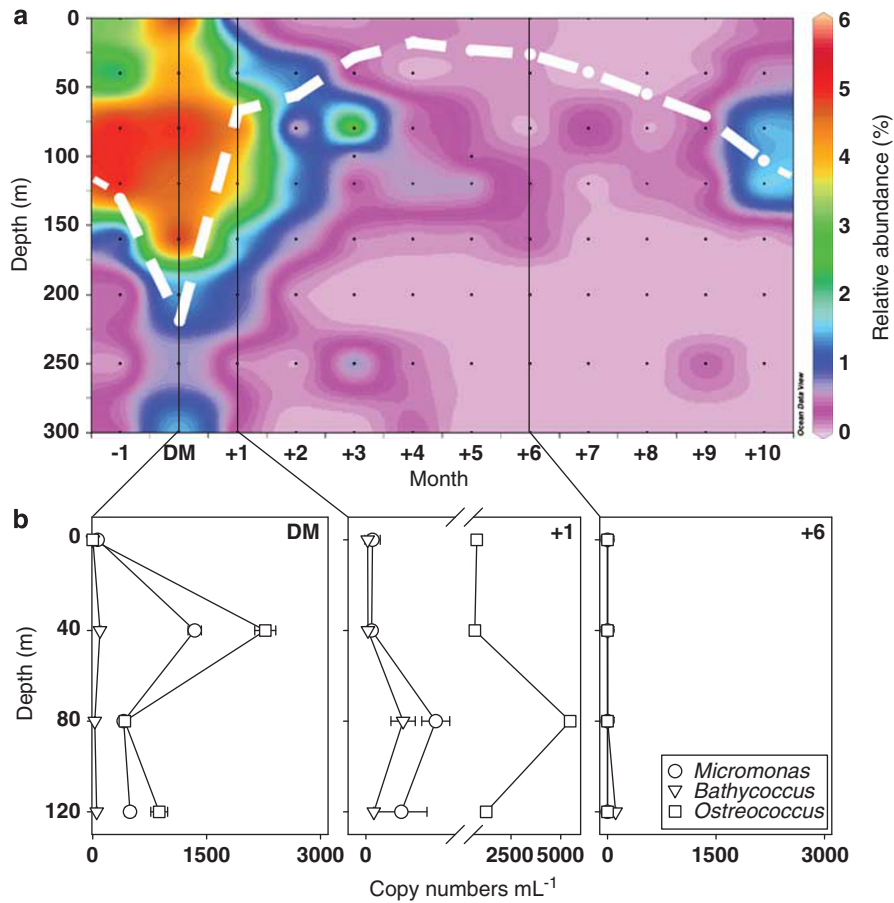 a
0
50
100
150
200
250
300
Depth (m)
-1 DM +1 +2 +3 +4 +5 +6 +7 +8 +9 +10
Month
6
5
4
3
2
1
0
Relative abundance (%)
Ocean Data View
b
DM
+1
+6
0
40
80
120
Depth (m)
0 1500 3000
0 2500 5000
0 1500 3000
Micromonas
Bathycoccus
Ostreococcus
Copy numbers mL-1